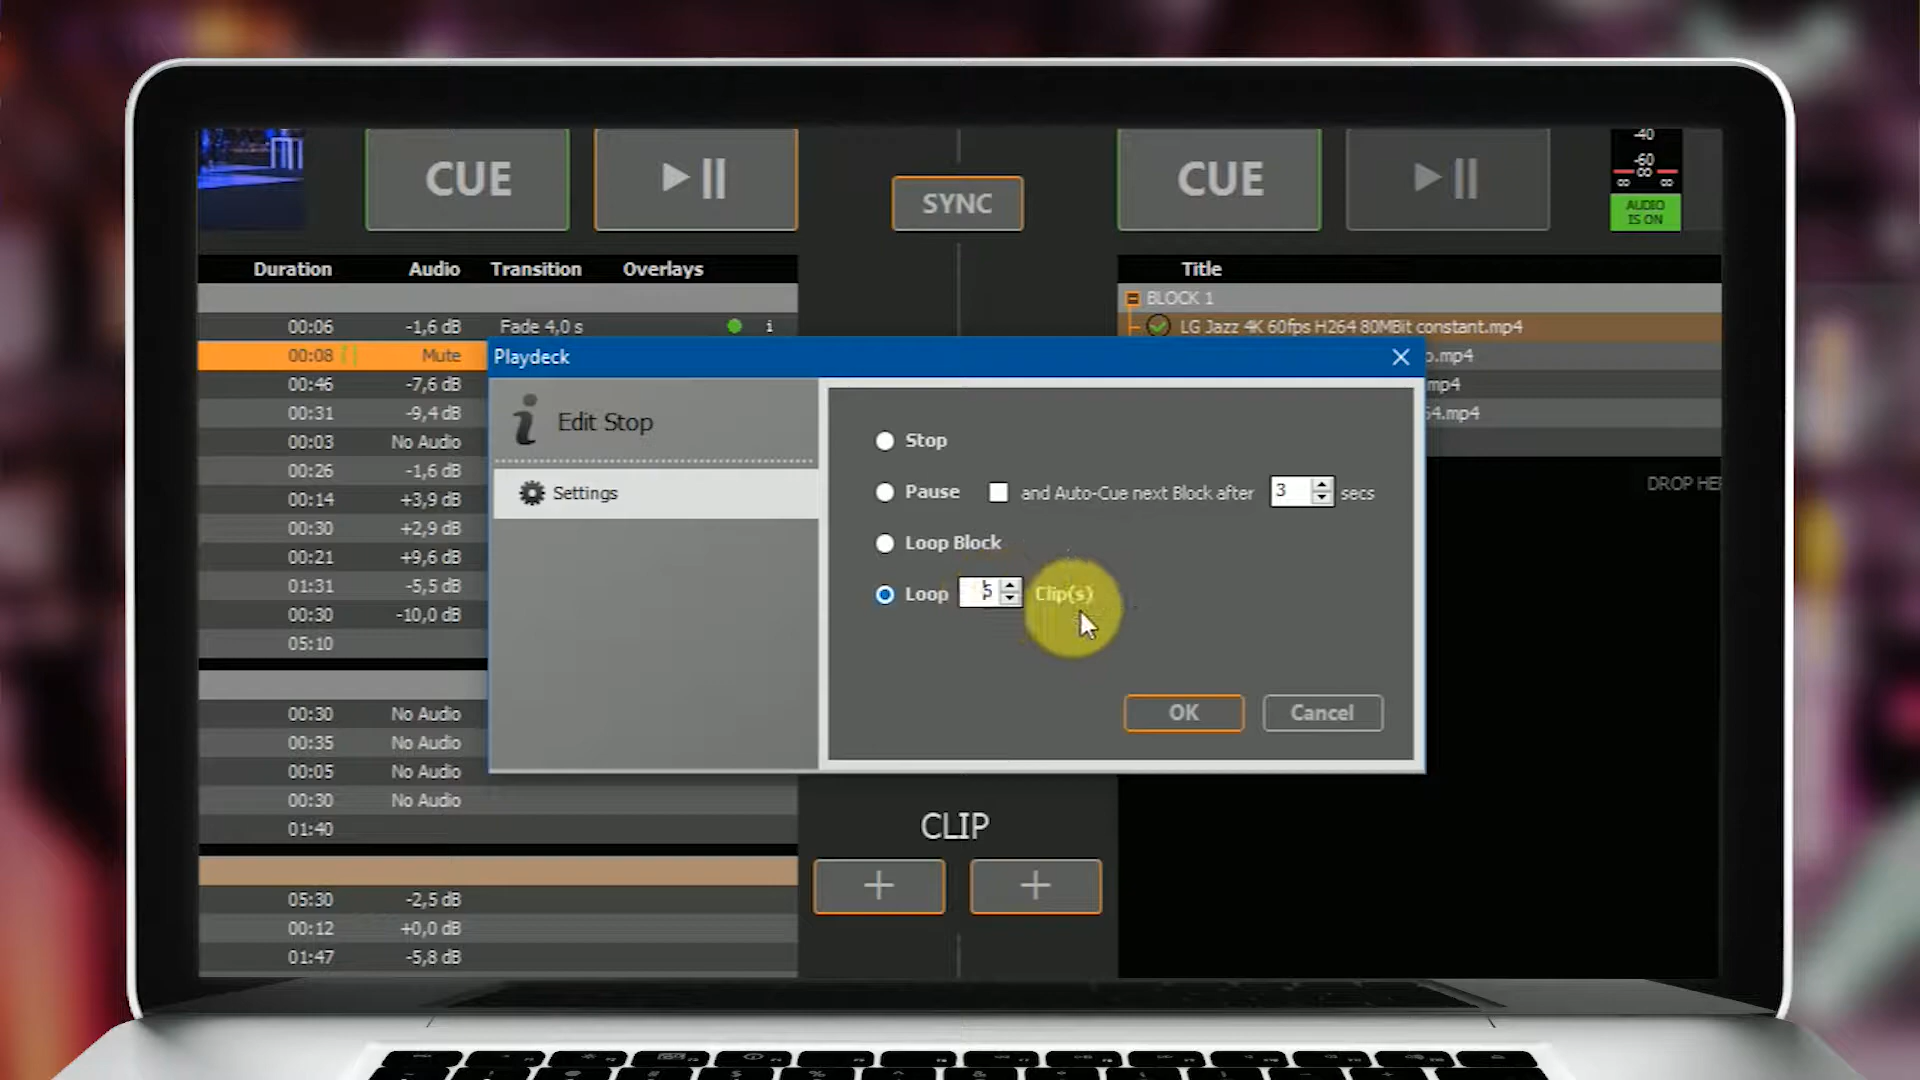 CUE
CUE
SYNC
-40
-60
∞ ∞ ∞
AUDIO
IS ON
Duration Audio Transition Overlays
00:06 -1,6 dB Fade 4,0 s i
00:08 Mute
00:46 -7,6 dB
00:31 -9,4 dB
00:03 No Audio
00:26 -1,6 dB
00:14 +3,9 dB
00:30 +2,9 dB
00:21 +9,6 dB
01:31 -5,5 dB
00:30 -10,0 dB
05:10
00:30 No Audio
00:35 No Audio
00:05 No Audio
00:30 No Audio
01:40
05:30 -2,5 dB
00:12 +0,0 dB
01:47 -5,8 dB
Playdeck
Edit Stop
Settings
Stop
Pause and Auto-Cue next Block after 3 secs
Loop Block
Loop 5 Clip(s)
OK Cancel
CLIP
+ +
Title
BLOCK 1
LG Jazz 4K 60fps H264 80MBit constant.mp4
o.mp4
mp4
54.mp4
DROP HER